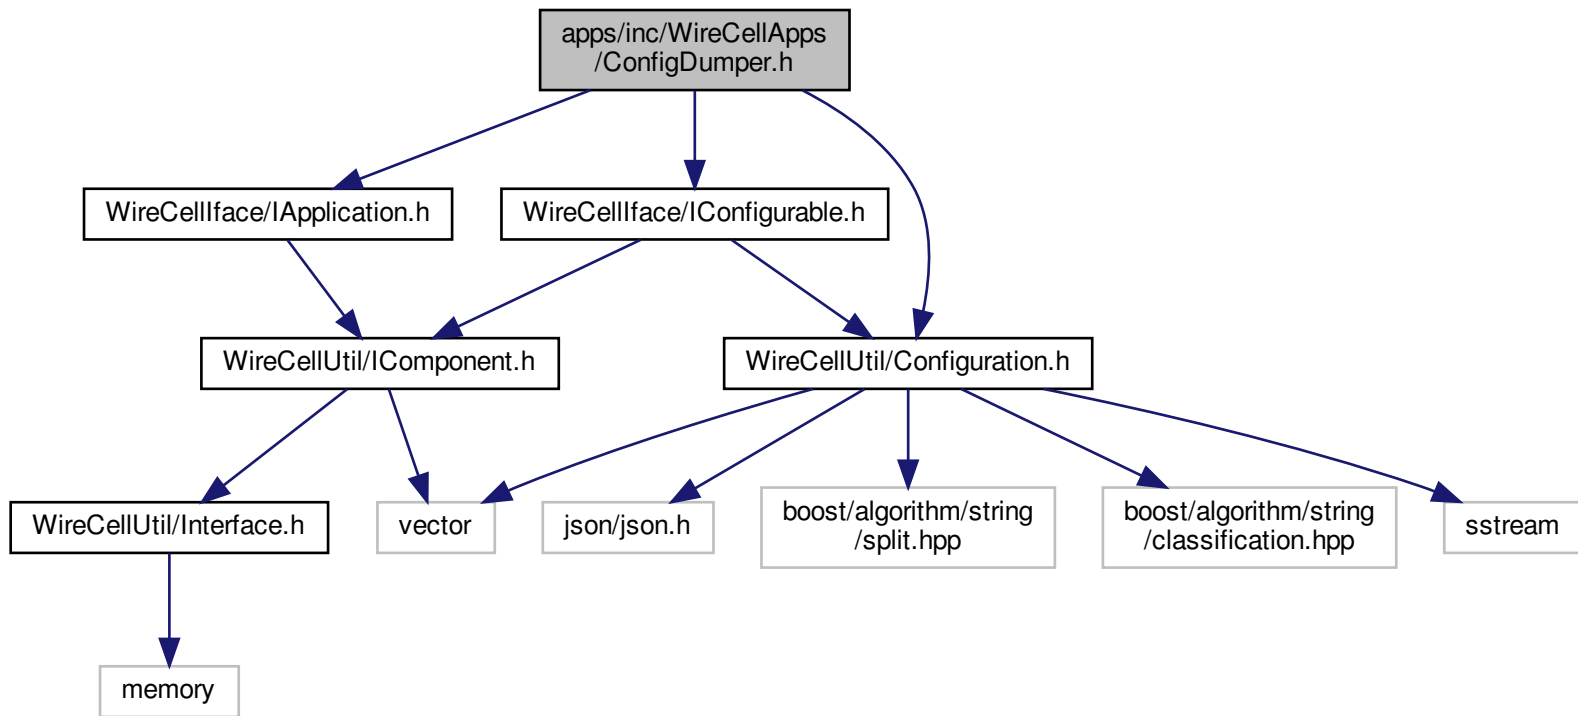 apps/inc/WireCellApps
/ConfigDumper.h
WireCellIface/IApplication.h
WireCellIface/IConfigurable.h
WireCellUtil/IComponent.h
WireCellUtil/Configuration.h
WireCellUtil/Interface.h
vector
json/json.h
boost/algorithm/string
/split.hpp
boost/algorithm/string
/classification.hpp
sstream
memory